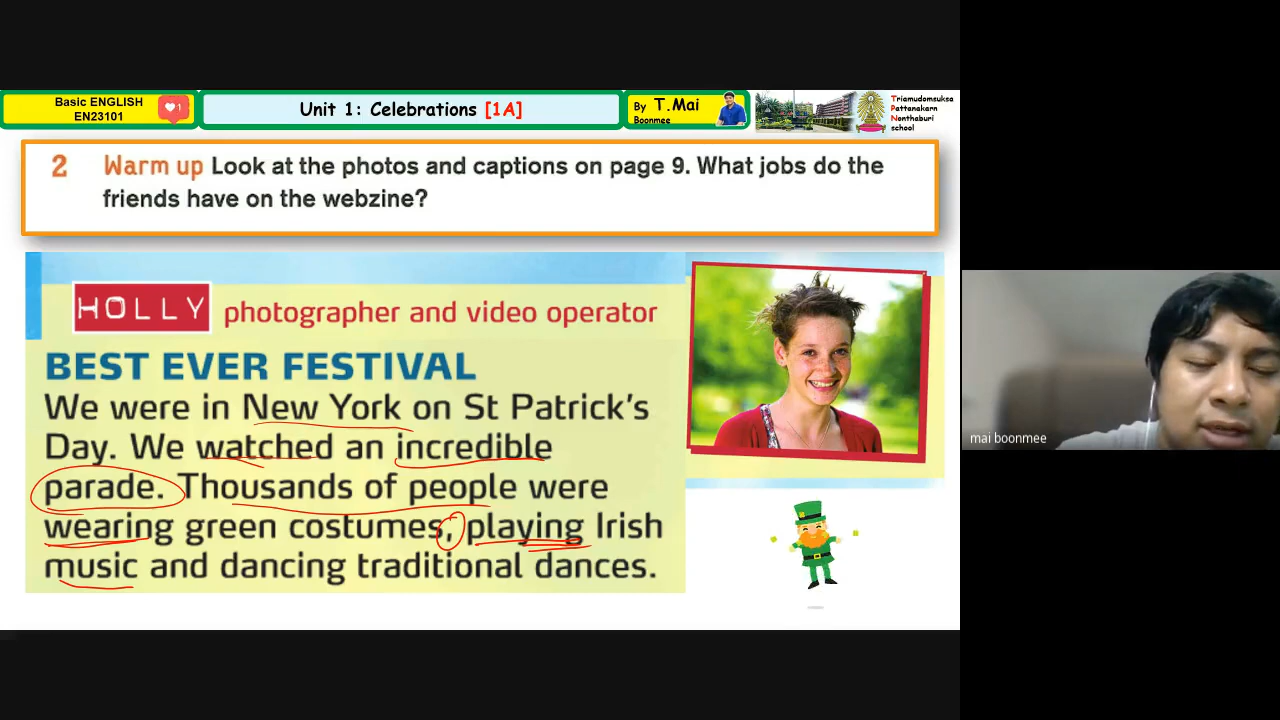 Basic ENGLISH
EN23101
1
Unit 1: Celebrations [1A]
By T.Mai
Boonmee
Triamudomsuksa
Pattanakarn
Nonthaburi
school
2 Warm up Look at the photos and captions on page 9. What jobs do the
friends have on the webzine?
HOLLY photographer and video operator
BEST EVER FESTIVAL
We were in New York on St Patrick's
Day. We watched an incredible
parade. Thousands of people were
wearing green costumes, playing Irish
music and dancing traditional dances.
mai boonmee